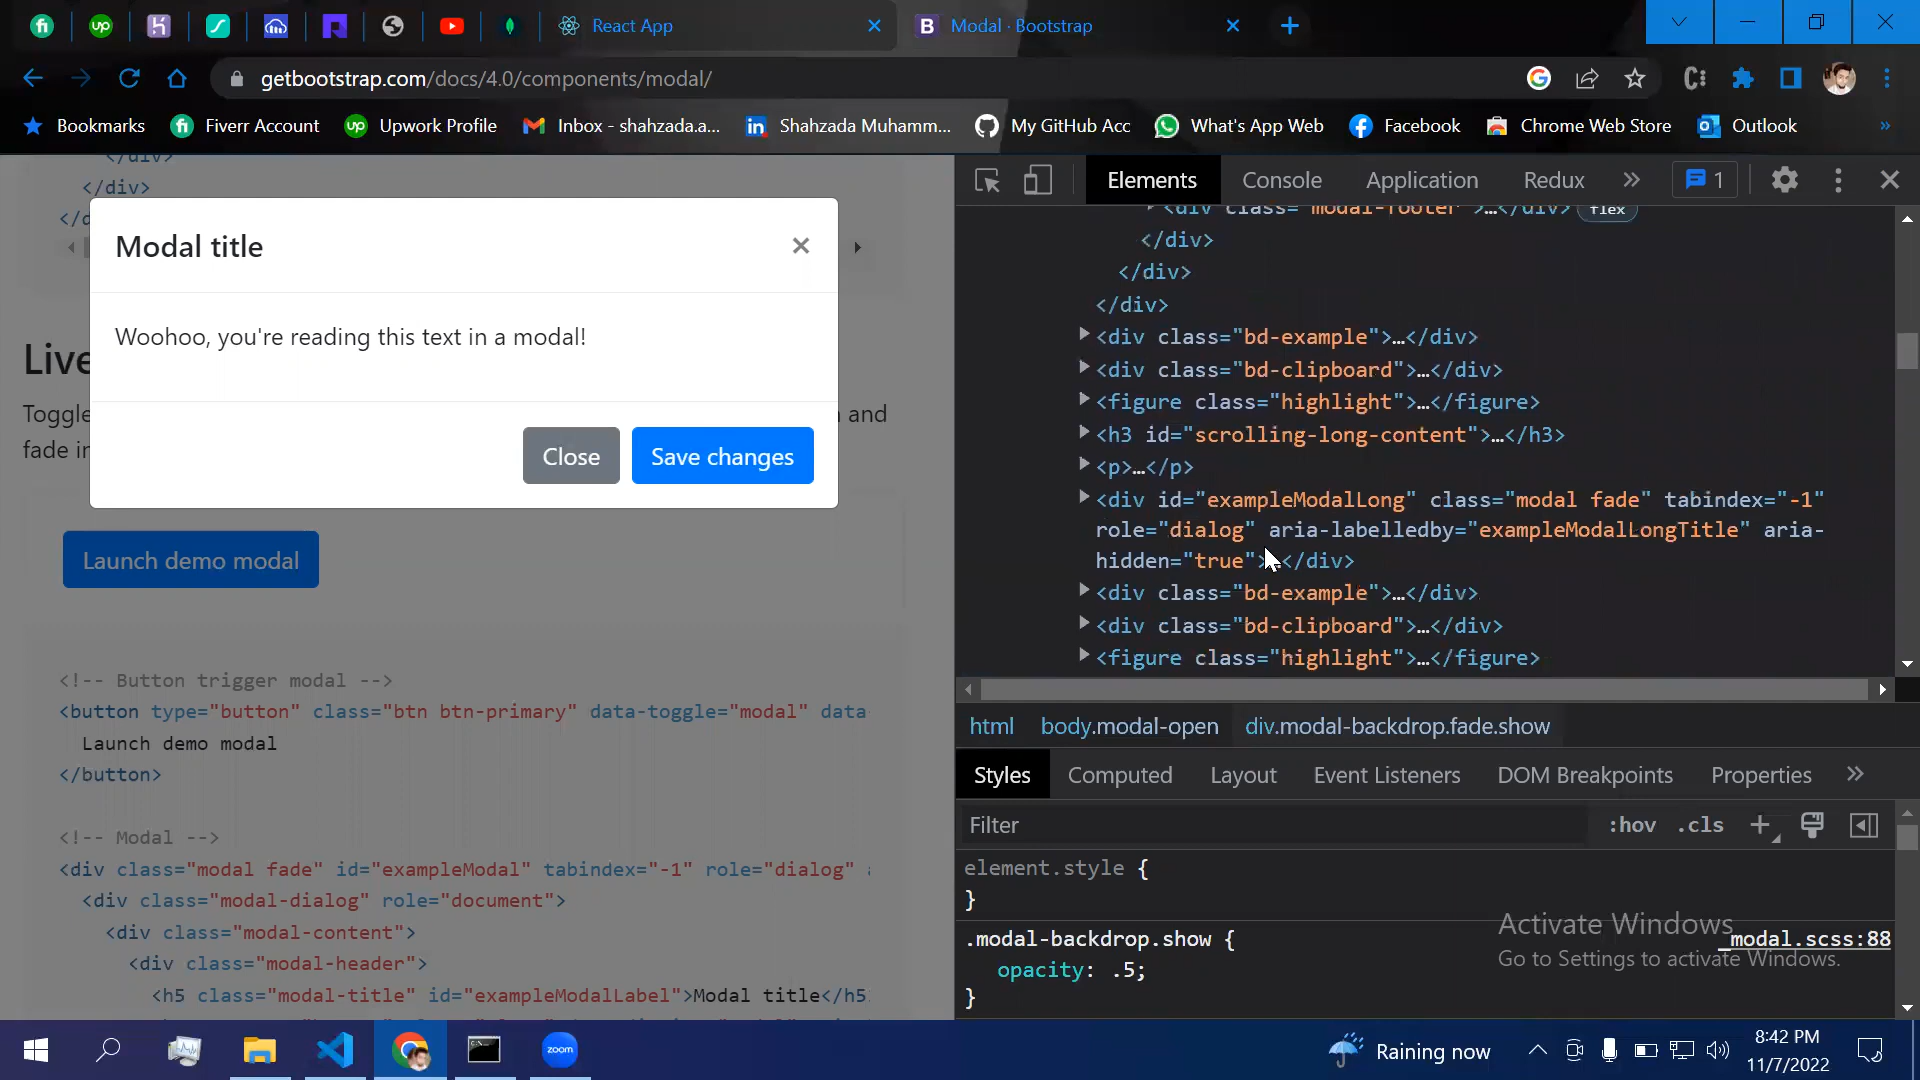 React App
Modal · Bootstrap
getbootstrap.com/docs/4.0/components/modal/
Bookmarks
Fiverr Account
Upwork Profile
Inbox - shahzada.a...
Shahzada Muhamm...
My GitHub Acc
What's App Web
Facebook
Chrome Web Store
Outlook
</div>
</div>
Modal title
×
Woohoo, you're reading this text in a modal!
Close
Save changes
Live
Toggle
and
fade in
Launch demo modal
<!-- Button trigger modal -->
<button type="button" class="btn btn-primary" data-toggle="modal" data-
Launch demo modal
</button>
<!-- Modal -->
<div class="modal fade" id="exampleModal" tabindex="-1" role="dialog"
<div class="modal-dialog" role="document">
<div class="modal-content">
<div class="modal-header">
<h5 class="modal-title" id="exampleModalLabel">Modal title</h5
Elements
Console
Application
Redux
1
<div class="modal-footer">…</div>
flex
</div>
</div>
</div>
<div class="bd-example">…</div>
<div class="bd-clipboard">…</div>
<figure class="highlight">…</figure>
<h3 id="scrolling-long-content">…</h3>
<p>…</p>
<div id="exampleModalLong" class="modal fade" tabindex="-1"
role="dialog" aria-labelledby="exampleModalLongTitle" aria-
hidden="true">…</div>
<div class="bd-example">…</div>
<div class="bd-clipboard">…</div>
<figure class="highlight">…</figure>
html
body.modal-open
div.modal-backdrop.fade.show
Styles
Computed
Layout
Event Listeners
DOM Breakpoints
Properties
Filter
:hov
.cls
element.style {
}
.modal-backdrop.show {
_modal.scss:88
opacity: .5;
}
Activate Windows
Go to Settings to activate Windows.
zoom
Raining now
8:42 PM
11/7/2022